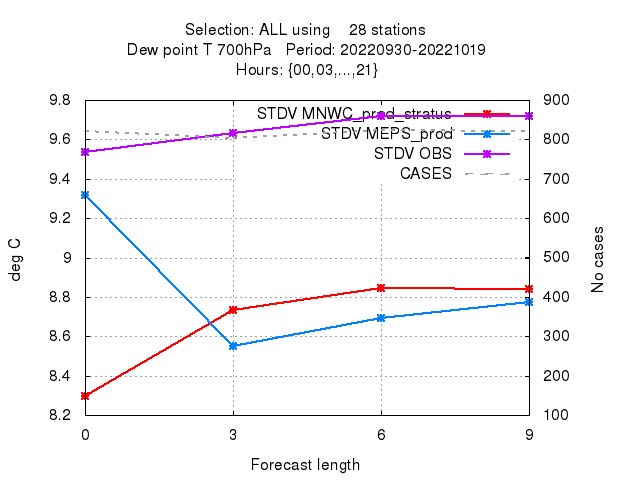 Selection: ALL using    28 stations
Dew point T 700hPa   Period: 20220930-20221019
Hours: {00,03,...,21}
9.8
9.6
9.4
9.2
9
8.8
8.6
8.4
8.2
900
800
700
600
500
400
300
200
100
STDV MNWC_prod_stratus
STDV MEPS_prod
STDV OBS
CASES
deg C
No cases
0 3 6 9
Forecast length